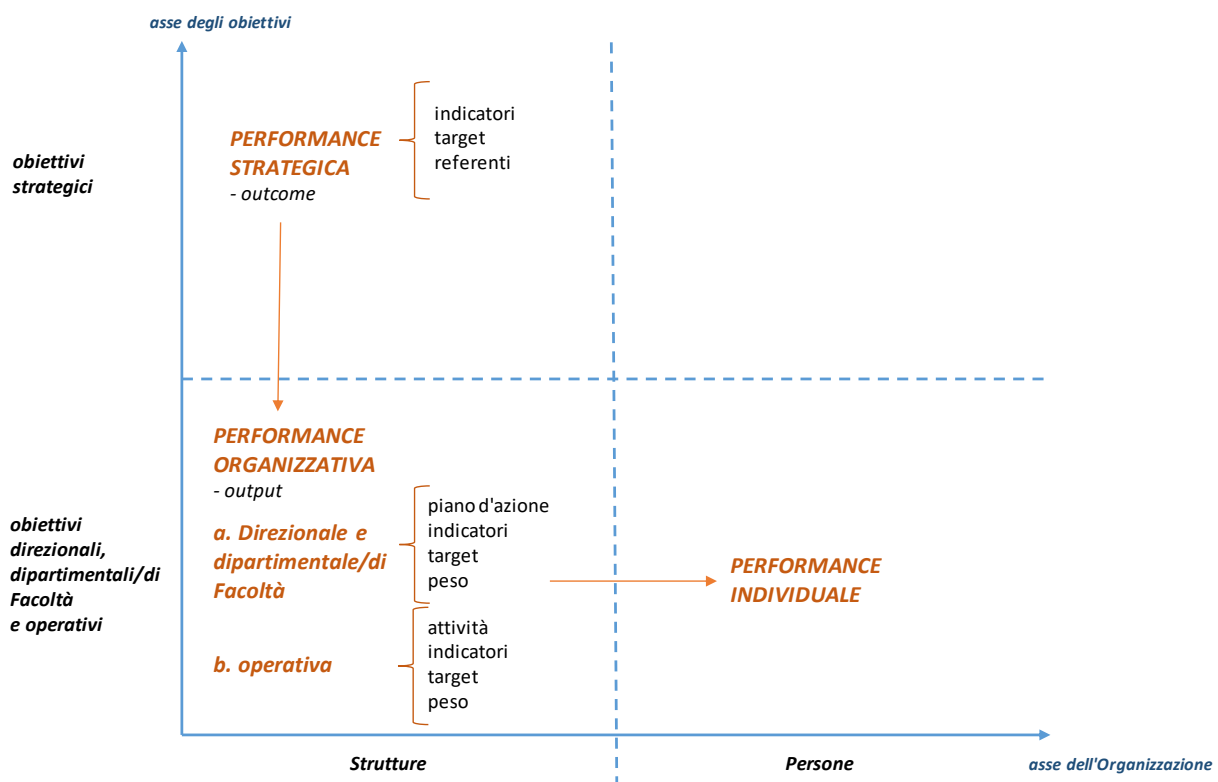 asse degli obiettivi
obiettivi
strategici
PERFORMANCE
STRATEGICA
- outcome
indicatori
target
referenti
obiettivi
direzionali,
dipartimentali/di
Facoltà
e operativi
PERFORMANCE
ORGANIZZATIVA
- output
a. Direzionale e
dipartimentale/di
Facoltà
piano d'azione
indicatori
target
peso
b. operativa
attività
indicatori
target
peso
PERFORMANCE
INDIVIDUALE
Strutture
Persone
asse dell'Organizzazione